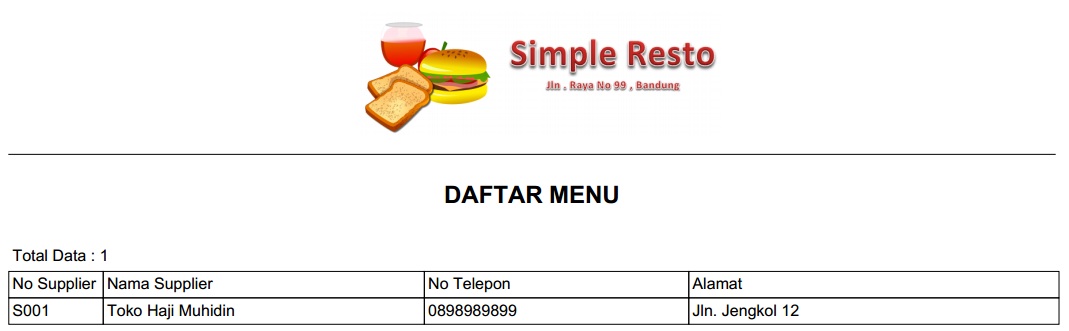 Simple Resto
Jln . Raya No 99 , Bandung
DAFTAR MENU
Total Data : 1
No Supplier Nama Supplier No Telepon Alamat
S001 Toko Haji Muhidin 0898989899 Jln. Jengkol 12